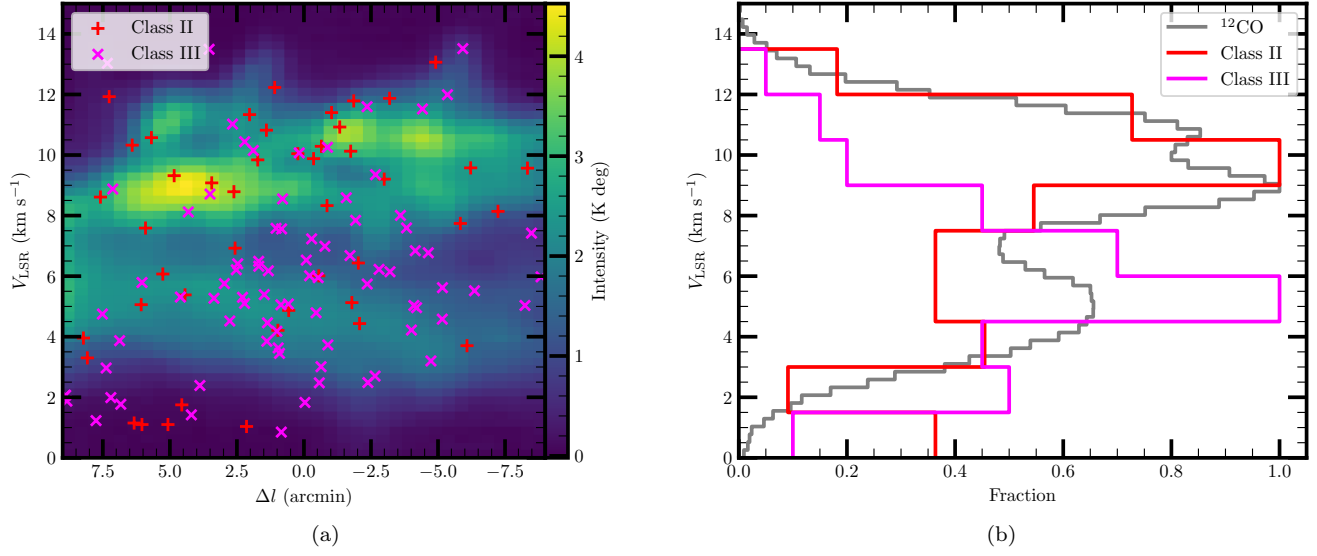 Class II
Class III
14
12
10
8
6
4
2
0
V_LSR (km s⁻¹)
7.5 5.0 2.5 0.0 −2.5 −5.0 −7.5
Δl (arcmin)
4
3
2
1
0
Intensity (K deg)
(a)
¹²CO
Class II
Class III
14
12
10
8
6
4
2
0
V_LSR (km s⁻¹)
0.0 0.2 0.4 0.6 0.8 1.0
Fraction
(b)